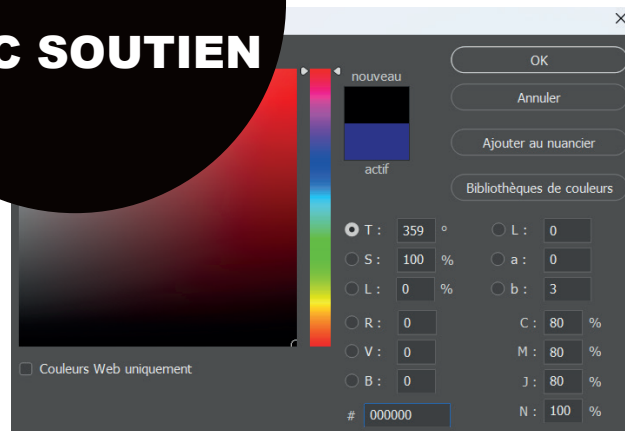 C SOUTIEN
OK
nouveau
Annuler
Ajouter au nuancier
actif
Bibliothèques de couleurs
T : 359 ° L : 0
S : 100 % a : 0
L : 0 % b : 3
R : 0 C : 80 %
V : 0 M : 80 %
Couleurs Web uniquement
B : 0 J : 80 %
# 000000 N : 100 %